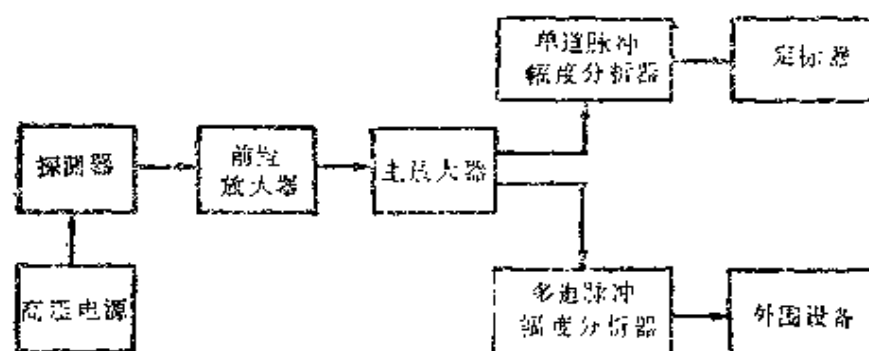 单道脉冲
幅度分析器
定标器
探测器
前置
放大器
主放大器
高压电源
多道脉冲
幅度分析器
外围设备